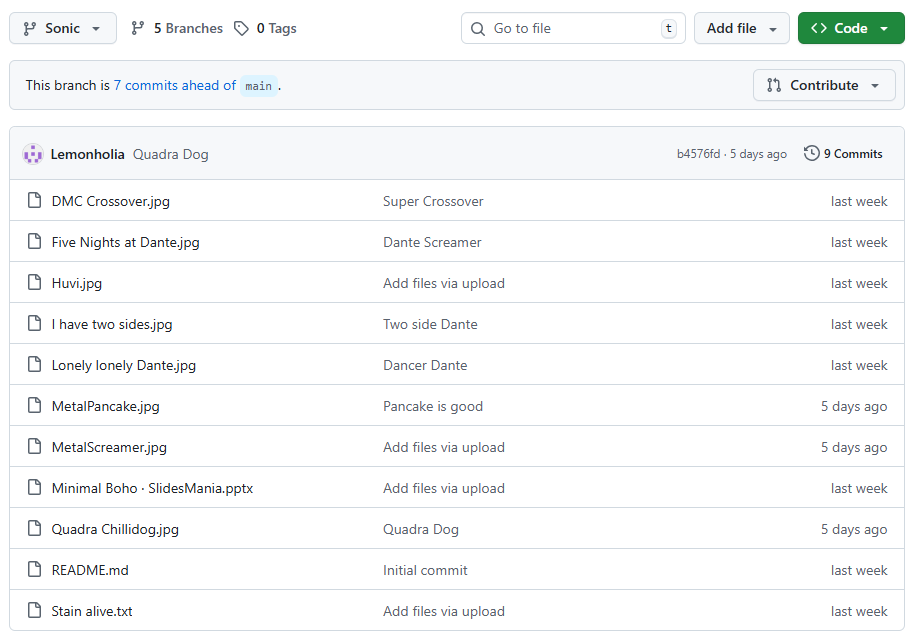 Sonic 5 Branches 0 Tags Go to file t Add file Code
This branch is 7 commits ahead of main .
Contribute
Lemonholia Quadra Dog b4576fd · 5 days ago 9 Commits
DMC Crossover.jpg Super Crossover last week
Five Nights at Dante.jpg Dante Screamer last week
Huvi.jpg Add files via upload last week
I have two sides.jpg Two side Dante last week
Lonely lonely Dante.jpg Dancer Dante last week
MetalPancake.jpg Pancake is good 5 days ago
MetalScreamer.jpg Add files via upload 5 days ago
Minimal Boho · SlidesMania.pptx Add files via upload last week
Quadra Chillidog.jpg Quadra Dog 5 days ago
README.md Initial commit last week
Stain alive.txt Add files via upload last week